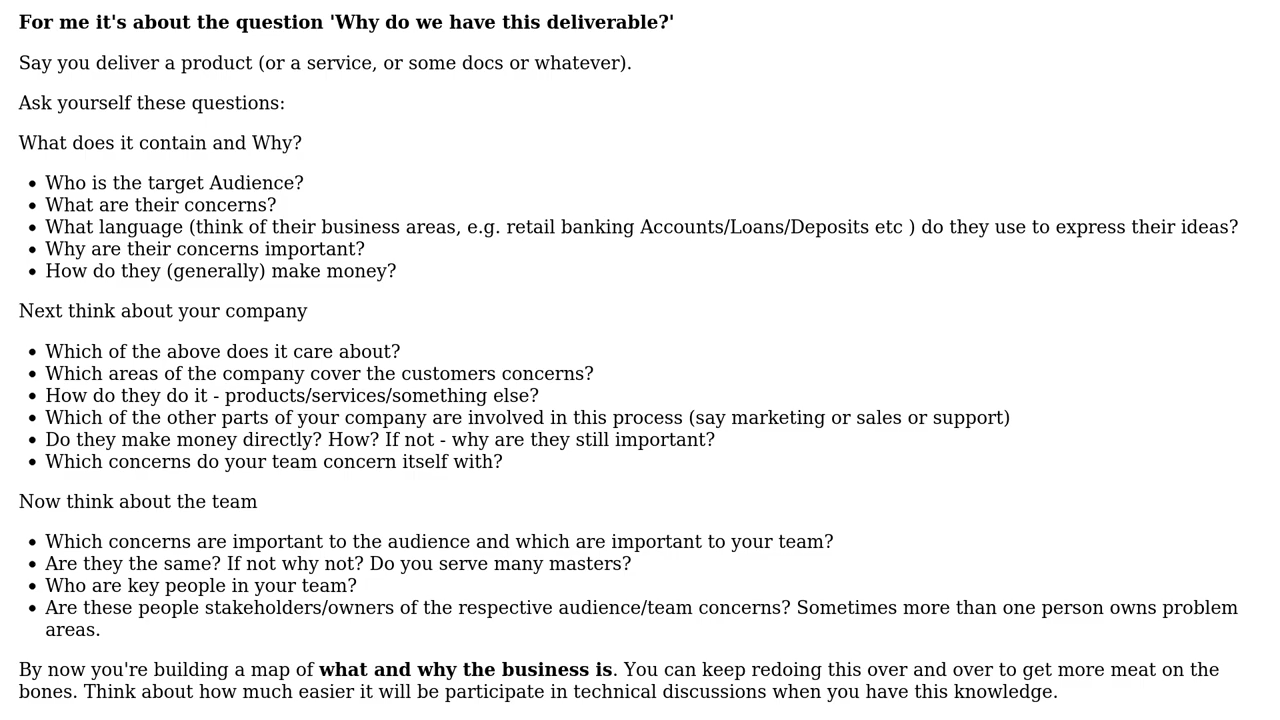 For me it's about the question 'Why do we have this deliverable?'
Say you deliver a product (or a service, or some docs or whatever).
Ask yourself these questions:
What does it contain and Why?
• Who is the target Audience?
• What are their concerns?
• What language (think of their business areas, e.g. retail banking Accounts/Loans/Deposits etc ) do they use to express their ideas?
• Why are their concerns important?
• How do they (generally) make money?
Next think about your company
• Which of the above does it care about?
• Which areas of the company cover the customers concerns?
• How do they do it - products/services/something else?
• Which of the other parts of your company are involved in this process (say marketing or sales or support)
• Do they make money directly? How? If not - why are they still important?
• Which concerns do your team concern itself with?
Now think about the team
• Which concerns are important to the audience and which are important to your team?
• Are they the same? If not why not? Do you serve many masters?
• Who are key people in your team?
• Are these people stakeholders/owners of the respective audience/team concerns? Sometimes more than one person owns problem
areas.
By now you're building a map of what and why the business is. You can keep redoing this over and over to get more meat on the
bones. Think about how much easier it will be participate in technical discussions when you have this knowledge.